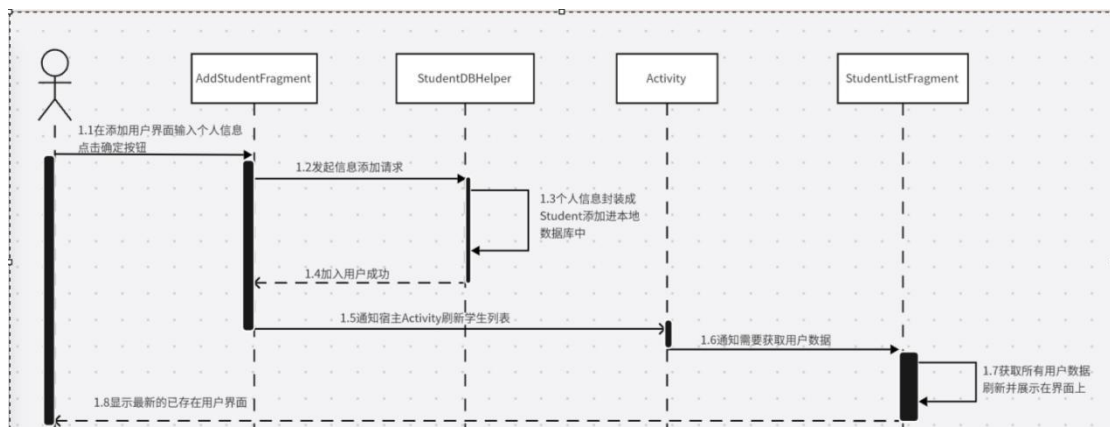 AddStudentFragment
StudentDBHelper
Activity
StudentListFragment
1.1在添加用户界面输入个人信息
点击确定按钮
1.2发起信息添加请求
1.3个人信息封装成
Student添加进本地
数据库中
1.4加入用户成功
1.5通知宿主Activity刷新学生列表
1.6通知需要获取用户数据
1.7获取所有用户数据
刷新并展示在界面上
1.8显示最新的已存在用户界面